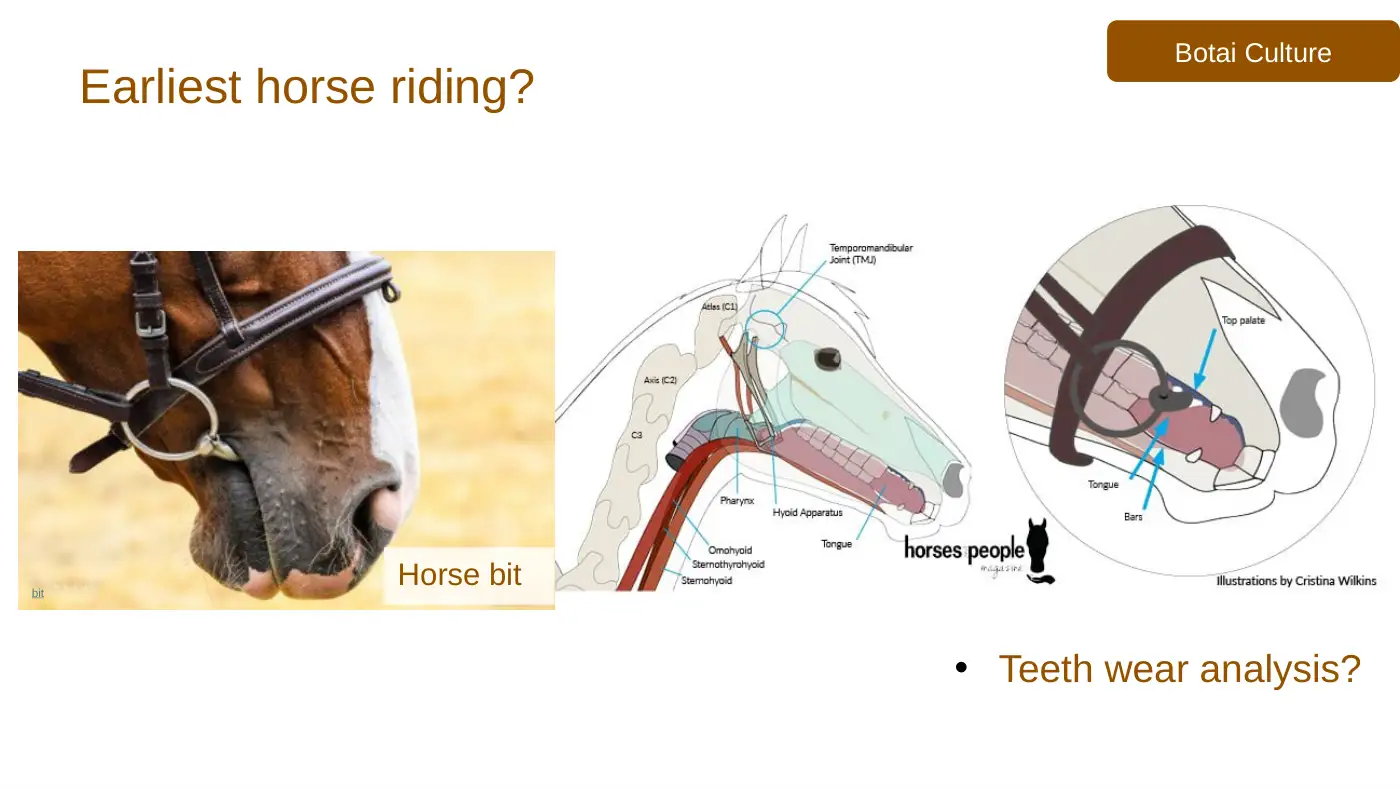 Botai Culture
Earliest horse riding?
Temporomandibular
Joint (TMJ)
Atlas (C1)
Axis (C2)
C3
Pharynx
Hyoid Apparatus
Tongue
Omohyoid
Sternothyrohyoid
Sternohyoid
horses people
magazine
Top palate
Tongue
Bars
Illustrations by Cristina Wilkins
Horse bit
bit
• Teeth wear analysis?